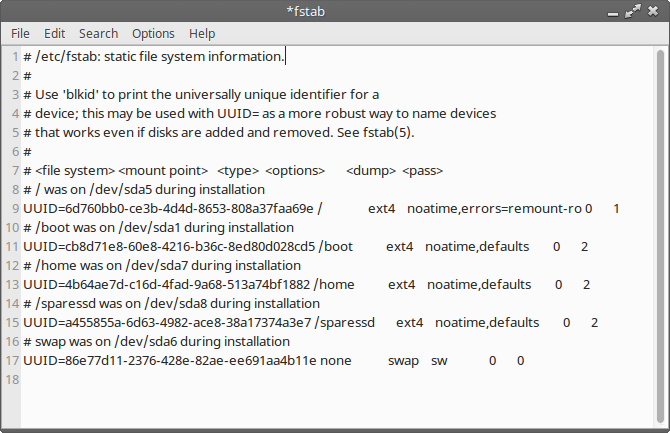 *fstab
File Edit Search Options Help
1 # /etc/fstab: static file system information.
2 #
3 # Use 'blkid' to print the universally unique identifier for a
4 # device; this may be used with UUID= as a more robust way to name devices
5 # that works even if disks are added and removed. See fstab(5).
6 #
7 # <file system> <mount point> <type> <options> <dump> <pass>
8 # / was on /dev/sda5 during installation
9 UUID=6d760bb0-ce3b-4d4d-8653-808a37faa69e / ext4 noatime,errors=remount-ro 0 1
10 # /boot was on /dev/sda1 during installation
11 UUID=cb8d71e8-60e8-4216-b36c-8ed80d028cd5 /boot ext4 noatime,defaults 0 2
12 # /home was on /dev/sda7 during installation
13 UUID=4b64ae7d-c16d-4fad-9a68-513a74bf1882 /home ext4 noatime,defaults 0 2
14 # /sparessd was on /dev/sda8 during installation
15 UUID=a455855a-6d63-4982-ace8-38a17374a3e7 /sparessd ext4 noatime,defaults 0 2
16 # swap was on /dev/sda6 during installation
17 UUID=86e77d11-2376-428e-82ae-ee691aa4b11e none swap sw 0 0
18